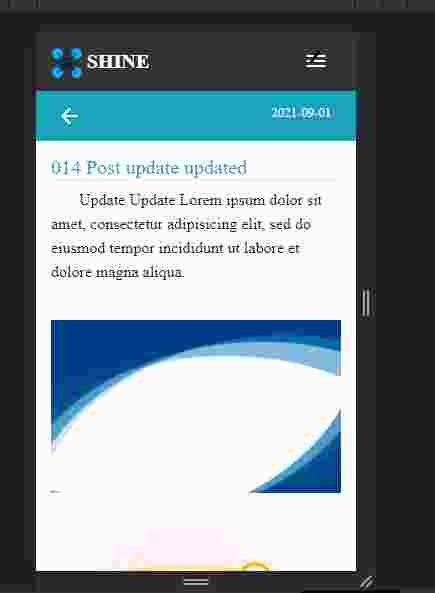 SHINE
2021-09-01
014 Post update updated
Update Update Lorem ipsum dolor sit
amet, consectetur adipisicing elit, sed do
eiusmod tempor incididunt ut labore et
dolore magna aliqua.